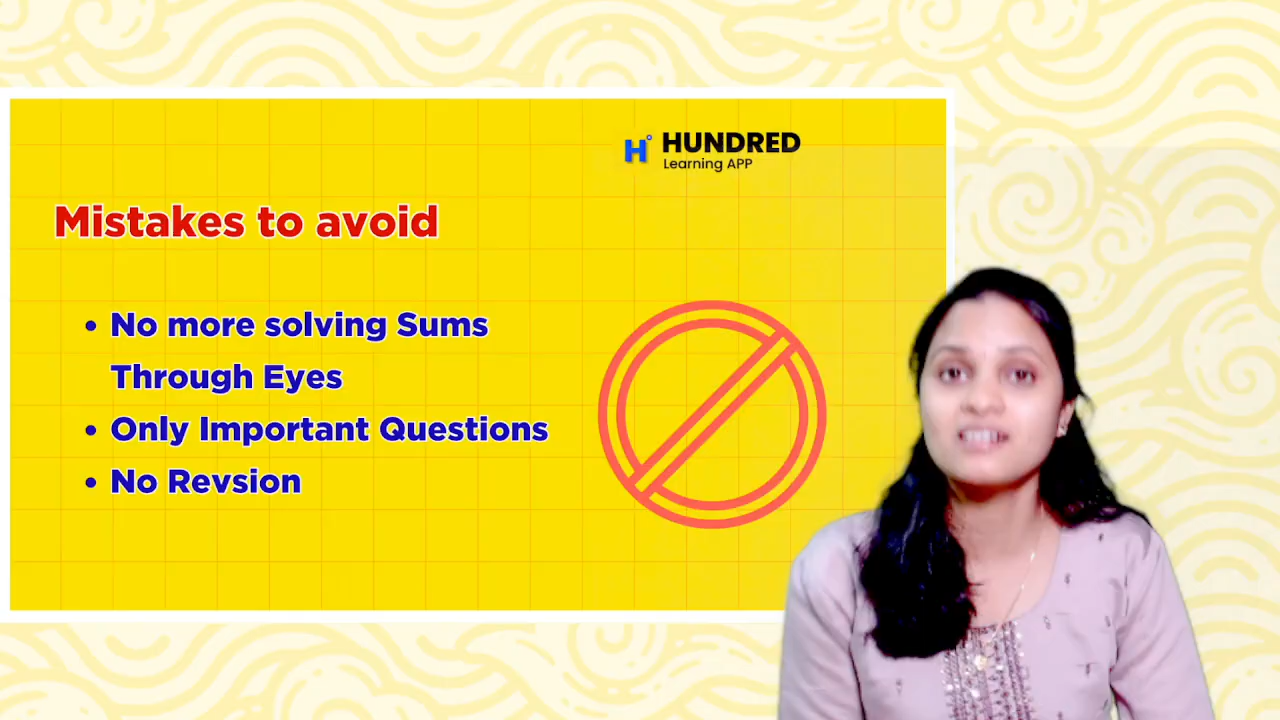 H° HUNDRED
Learning APP
Mistakes to avoid
• No more solving Sums
Through Eyes
• Only Important Questions
• No Revsion